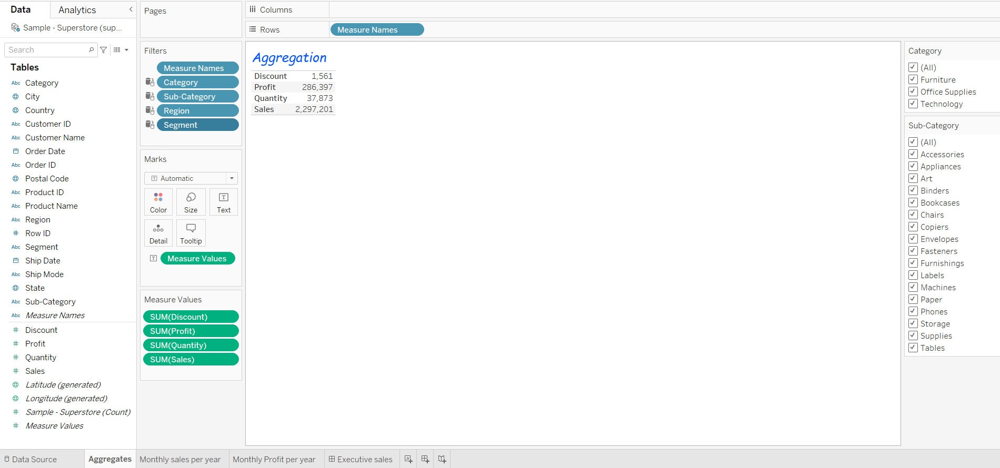 Data
Analytics
Sample - Superstore (sup...
Search
Tables
Abc Category
City
Country
Abc Customer ID
Abc Customer Name
Order Date
Abc Order ID
Postal Code
Abc Product ID
Abc Product Name
Abc Region
# Row ID
Abc Segment
Ship Date
Abc Ship Mode
State
Abc Sub-Category
Abc Measure Names
# Discount
# Profit
# Quantity
# Sales
Latitude (generated)
Longitude (generated)
# Sample - Superstore (Count)
# Measure Values
Pages
Filters
Measure Names
Category
Sub-Category
Region
Segment
Marks
T Automatic
Color
Size
T Text
Detail
Tooltip
T Measure Values
Measure Values
SUM(Discount)
SUM(Profit)
SUM(Quantity)
SUM(Sales)
Columns
Rows
Measure Names
Aggregation
Discount 1,561
Profit 286,397
Quantity 37,873
Sales 2,297,201
Category
(All)
Furniture
Office Supplies
Technology
Sub-Category
(All)
Accessories
Appliances
Art
Binders
Bookcases
Chairs
Copiers
Envelopes
Fasteners
Furnishings
Labels
Machines
Paper
Phones
Storage
Supplies
Tables
Data Source
Aggregates
Monthly sales per year
Monthly Profit per year
Executive sales